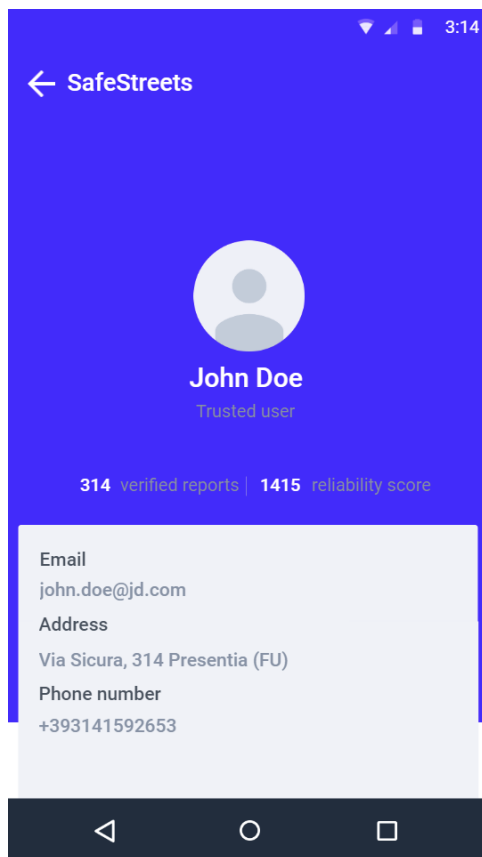 3:14
SafeStreets
John Doe
Trusted user
314 verified reports | 1415 reliability score
Email
john.doe@jd.com
Address
Via Sicura, 314 Presentia (FU)
Phone number
+393141592653